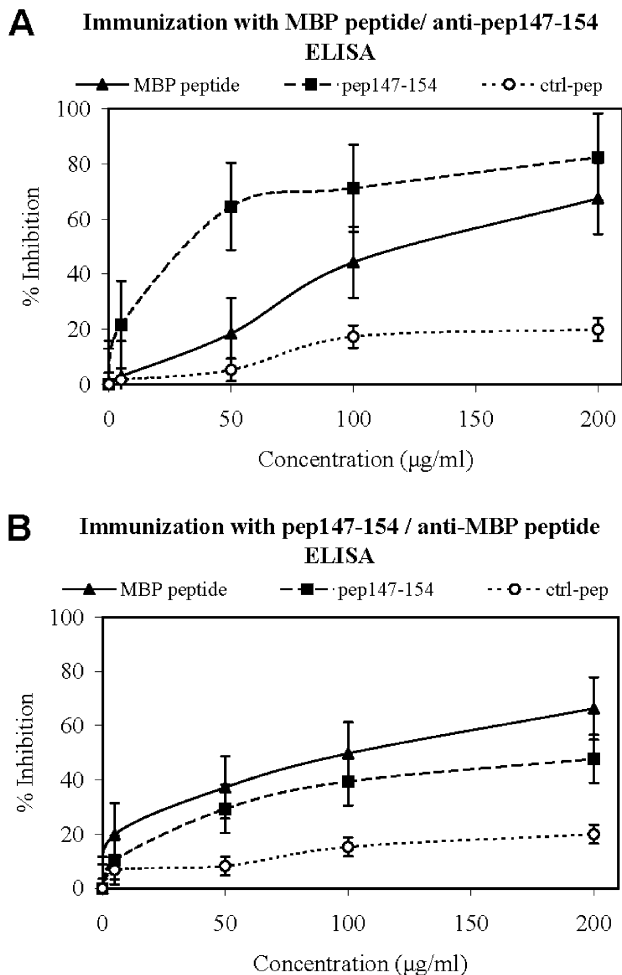 A
Immunization with MBP peptide/ anti-pep147-154
ELISA
MBP peptide pep147-154 ctrl-pep
100
80
60
40
20
0
% Inhibition
0 50 100 150 200
Concentration (µg/ml)
B
Immunization with pep147-154 / anti-MBP peptide
ELISA
MBP peptide pep147-154 ctrl-pep
100
80
60
40
20
0
% Inhibition
0 50 100 150 200
Concentration (µg/ml)